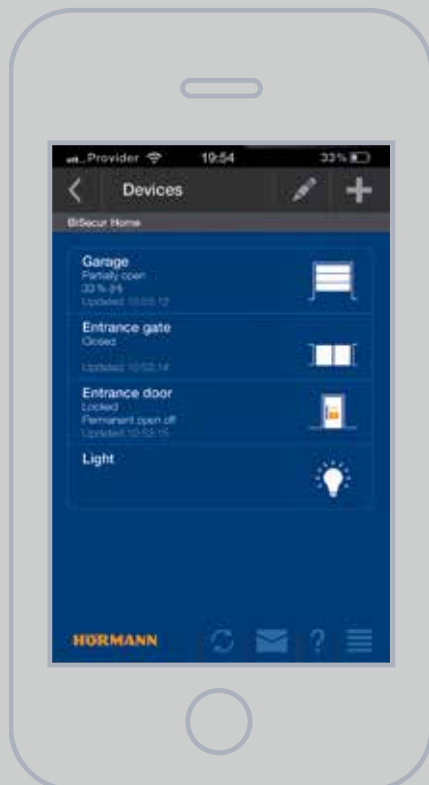 Provider 19:54 33%
Devices
BiSecur Home
Garage
Partially open
Entrance gate
Closed
Entrance door
Locked
Permanent open off
Light
HÖRMANN
?